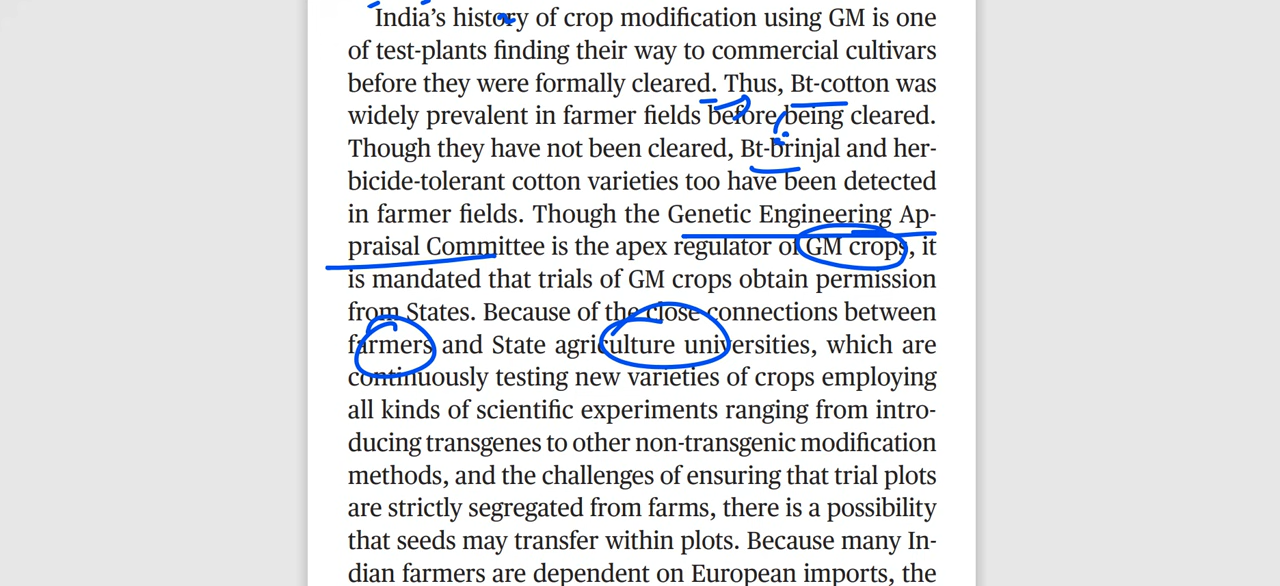 India’s history of crop modification using GM is one
of test-plants finding their way to commercial cultivars
before they were formally cleared. Thus, Bt-cotton was
widely prevalent in farmer fields before being cleared.
Though they have not been cleared, Bt-brinjal and her-
bicide-tolerant cotton varieties too have been detected
in farmer fields. Though the Genetic Engineering Ap-
praisal Committee is the apex regulator of GM crops, it
is mandated that trials of GM crops obtain permission
from States. Because of the close connections between
farmers and State agriculture universities, which are
continuously testing new varieties of crops employing
all kinds of scientific experiments ranging from intro-
ducing transgenes to other non-transgenic modification
methods, and the challenges of ensuring that trial plots
are strictly segregated from farms, there is a possibility
that seeds may transfer within plots. Because many In-
dian farmers are dependent on European imports, the